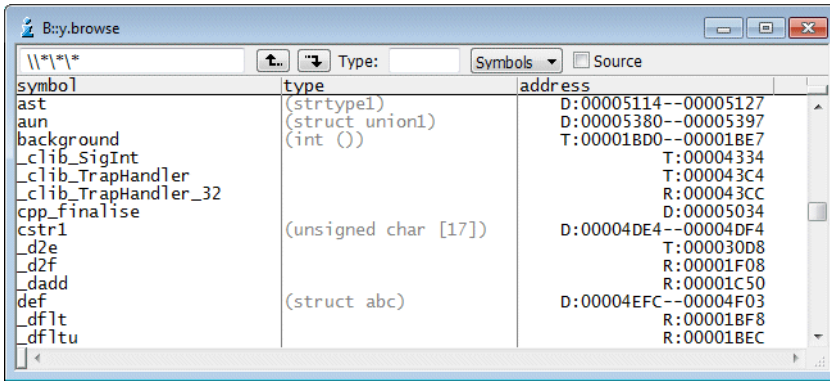 B::y.browse
\\*\*\* t.. Type: Symbols Source
symbol type address
ast (strtype1) D:00005114--00005127
aun (struct union1) D:00005380--00005397
background (int ()) T:00001BD0--00001BE7
_clib_SigInt T:00004334
_clib_TrapHandler T:000043C4
_clib_TrapHandler_32 R:000043CC
cpp_finalise D:00005034
cstr1 (unsigned char [17]) D:00004DE4--00004DF4
_d2e T:000030D8
_d2f R:00001F08
_dadd R:00001C50
def (struct abc) D:00004EFC--00004F03
_dflt R:00001BF8
_dfltu R:00001BEC